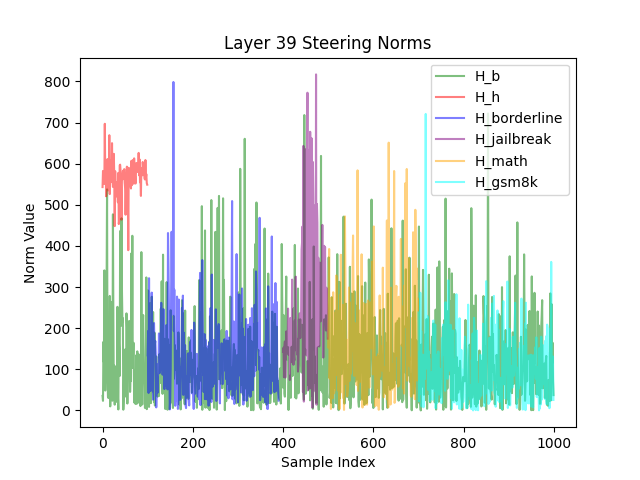 Layer 39 Steering Norms
H_b
H_h
H_borderline
H_jailbreak
H_math
H_gsm8k
Norm Value
800
700
600
500
400
300
200
100
0
0 200 400 600 800 1000
Sample Index